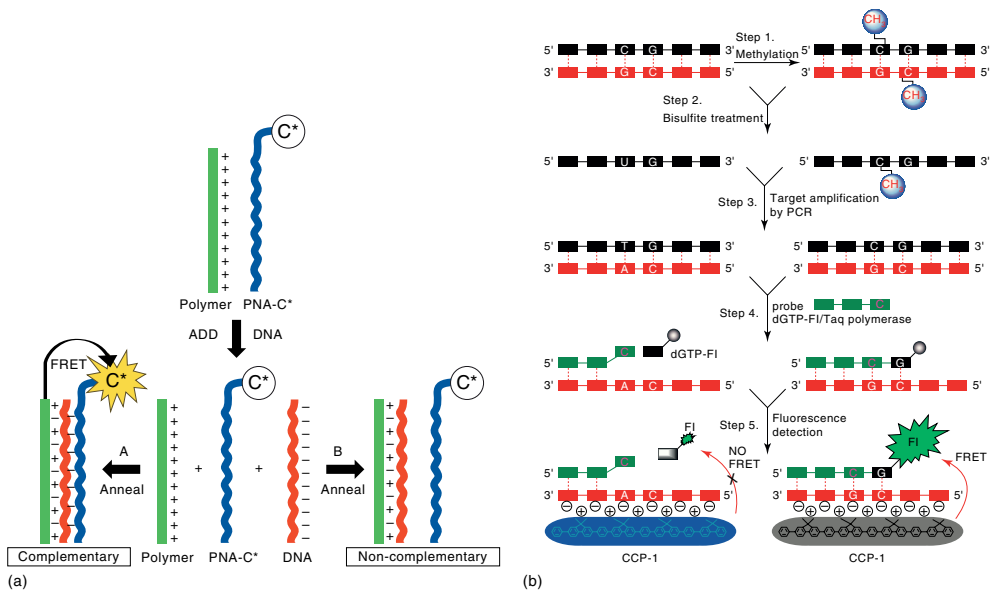 C*
+
+
+
+
+
+
+
+
+
+
+
Polymer PNA-C*
ADD DNA
FRET
C*
C*
C*
A
Anneal
+
+
B
Anneal
Complementary
Polymer PNA-C* DNA
Non-complementary
(a)
CH3
5' C G 3'
3' G C 5'
Step 1.
Methylation
C G
G C
CH3
Step 2.
Bisulfite treatment
5' U G 3'
5' C G 3'
CH3
Step 3.
Target amplification
by PCR
5' T G 3'
3' A C 5'
5' C G 3'
3' G C 5'
Step 4.
probe C
dGTP-Fl/Taq polymerase
5' C dGTP-Fl
3' A C 5'
5' C G
3' G C 5'
Step 5.
Fluorescence
detection
Fl
NO
FRET
5' C
3' A C 5'
− + − + − + − + − + −
CCP-1
Fl
FRET
5' C G
3' G C 5'
− + − + − + − + − + −
CCP-1
(b)